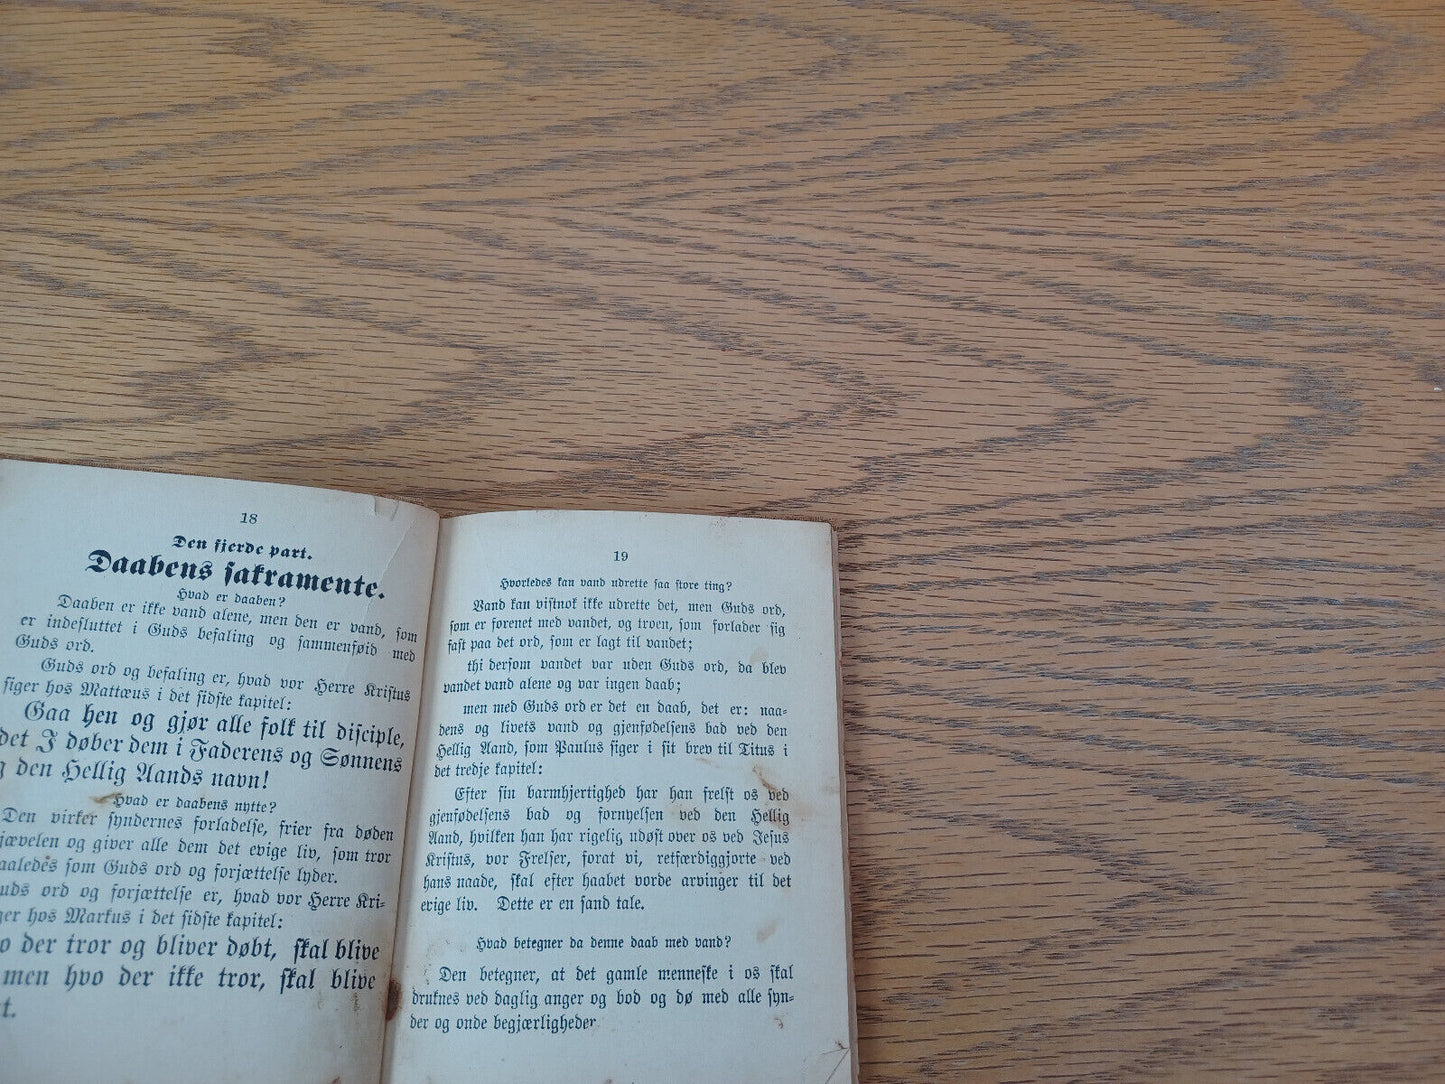 18
Den fjerde part.
Daabens sakramente.
Hvad er daaben?
Daaben er ikke vand alene, men den er vand, som
er indesluttet i Guds befaling og sammenføid med
Guds ord.
Guds ord og befaling er, hvad vor Herre Kristus
siger hos Mattæus i det sidste kapitel:
Gaa hen og gjør alle folk til disciple,
det I døber dem i Faderens og Sønnens
den Hellig Aands navn!
Hvad er daabens nytte?
Den virker syndernes forladelse, frier fra døden
jævelen og giver alle dem det evige liv, som tror
aaledes som Guds ord og forjættelse lyder.
uds ord og forjættelse er, hvad vor Herre Kri-
ger hos Markus i det sidste kapitel:
o der tror og bliver døbt, skal blive
men hvo der ikke tror, skal blive
t.
19
Hvorledes kan vand udrette saa store ting?
Vand kan vistnok ikke udrette det, men Guds ord,
som er forenet med vandet, og troen, som forlader sig
fast paa det ord, som er lagt til vandet;
thi dersom vandet var uden Guds ord, da blev
vandet vand alene og var ingen daab;
men med Guds ord er det en daab, det er: naa-
dens og livets vand og gjenfødelsens bad ved den
Hellig Aand, som Paulus siger i sit brev til Titus i
det tredje kapitel:
Efter sin barmhjertighed har han frelst os ved
gjenfødelsens bad og fornyelsen ved den Hellig
Aand, hvilken han har rigelig udøst over os ved Jesus
Kristus, vor Frelser, forat vi, retfærdiggjorte ved
hans naade, skal efter haabet vorde arvinger til det
evige liv. Dette er en sand tale.
Hvad betegner da denne daab med vand?
Den betegner, at det gamle menneske i os skal
druknes ved daglig anger og bod og dø med alle syn-
der og onde begjærligheder